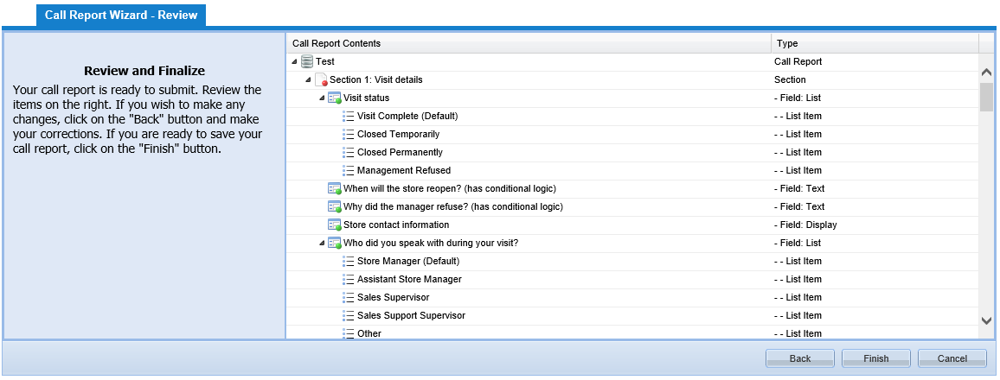 Call Report Wizard - Review
Review and Finalize
Your call report is ready to submit. Review the
items on the right. If you wish to make any
changes, click on the "Back" button and make
your corrections. If you are ready to save your
call report, click on the "Finish" button.
Call Report Contents Type
Test Call Report
Section 1: Visit details Section
Visit status - Field: List
Visit Complete (Default) - - List Item
Closed Temporarily - - List Item
Closed Permanently - - List Item
Management Refused - - List Item
When will the store reopen? (has conditional logic) - Field: Text
Why did the manager refuse? (has conditional logic) - Field: Text
Store contact information - Field: Display
Who did you speak with during your visit? - Field: List
Store Manager (Default) - - List Item
Assistant Store Manager - - List Item
Sales Supervisor - - List Item
Sales Support Supervisor - - List Item
Other - - List Item
Back Finish Cancel